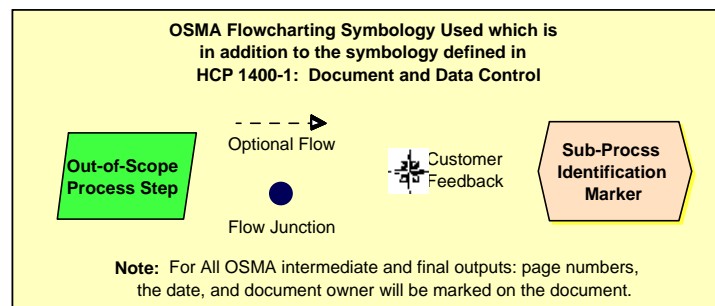 OSMA Flowcharting Symbology Used which is
in addition to the symbology defined in
HCP 1400-1: Document and Data Control
Out-of-Scope
Process Step
Optional Flow
Flow Junction
Customer
Feedback
Sub-Procss
Identification
Marker
Note: For All OSMA intermediate and final outputs: page numbers,
the date, and document owner will be marked on the document.